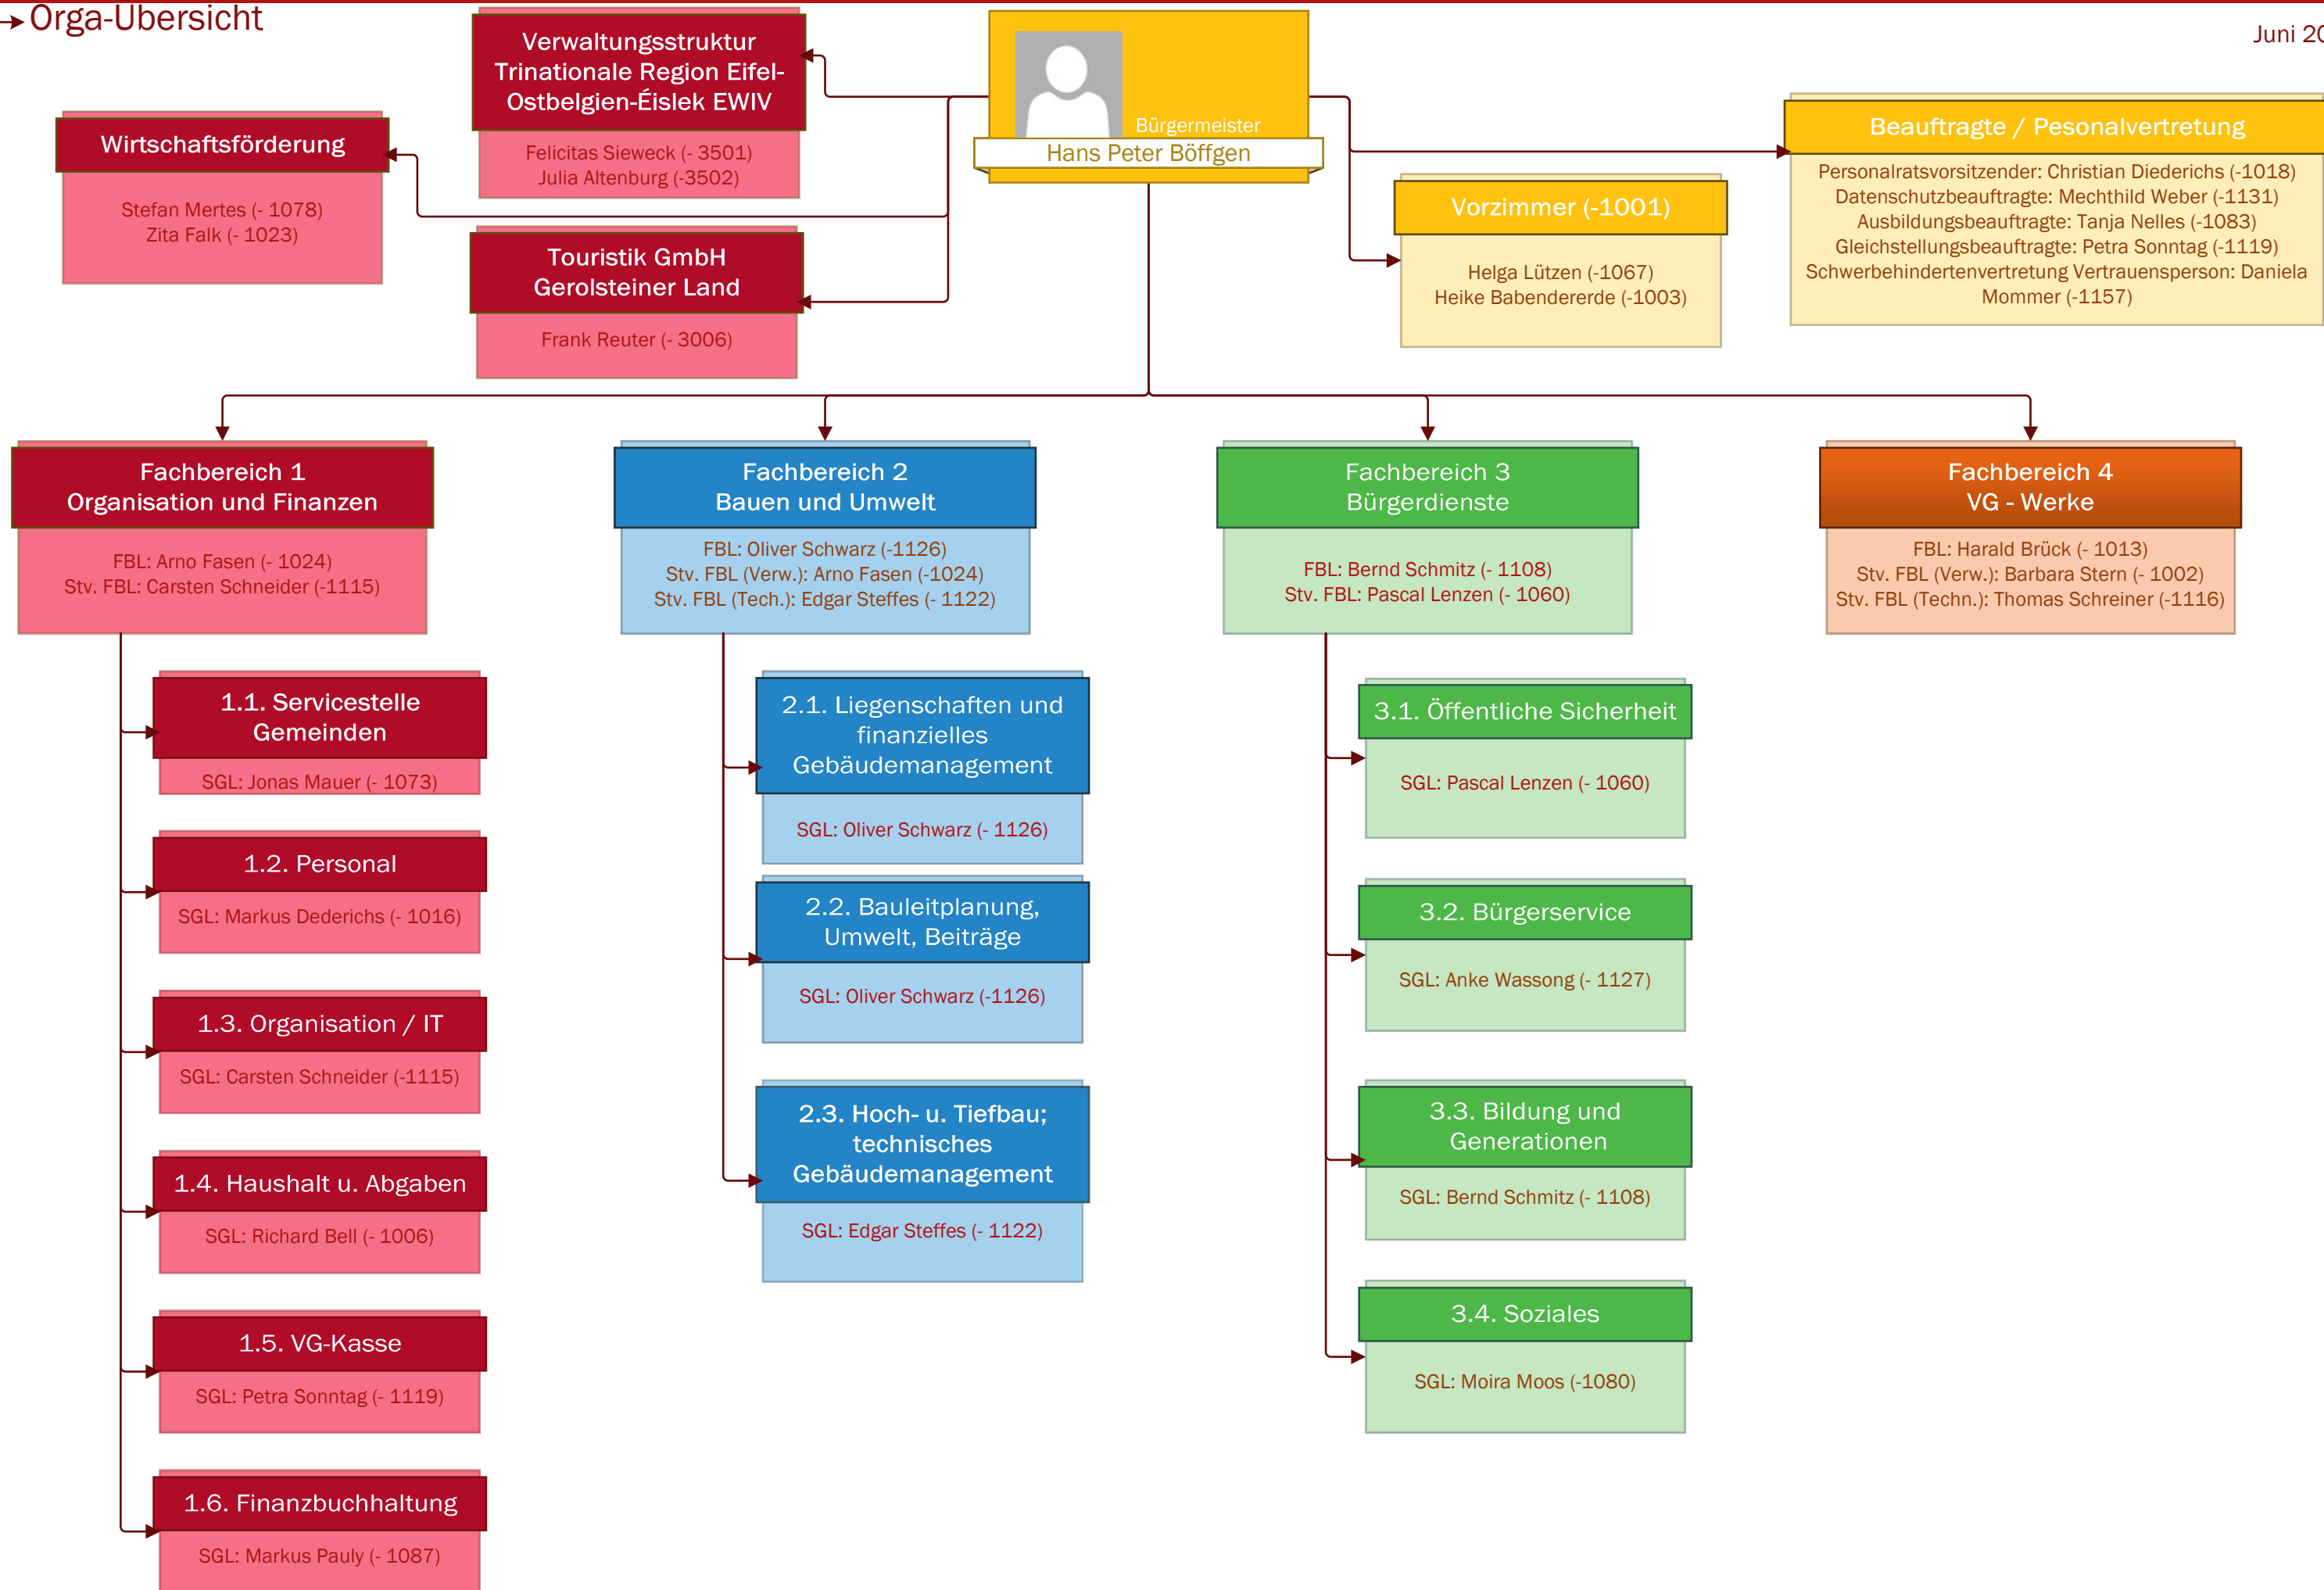 Orga-Übersicht
Juni 20
Verwaltungsstruktur
Trinationale Region Eifel-
Ostbelgien-Éislek EWIV
Felicitas Sieweck (- 3501)
Julia Altenburg (-3502)
Bürgermeister
Hans Peter Böffgen
Wirtschaftsförderung
Stefan Mertes (- 1078)
Zita Falk (- 1023)
Touristik GmbH
Gerolsteiner Land
Frank Reuter (- 3006)
Vorzimmer (-1001)
Helga Lützen (-1067)
Heike Babendererde (-1003)
Beauftragte / Pesonalvertretung
Personalratsvorsitzender: Christian Diederichs (-1018)
Datenschutzbeauftragte: Mechthild Weber (-1131)
Ausbildungsbeauftragte: Tanja Nelles (-1083)
Gleichstellungsbeauftragte: Petra Sonntag (-1119)
Schwerbehindertenvertretung Vertrauensperson: Daniela
Mommer (-1157)
Fachbereich 1
Organisation und Finanzen
FBL: Arno Fasen (- 1024)
Stv. FBL: Carsten Schneider (-1115)
1.1. Servicestelle
Gemeinden
SGL: Jonas Mauer (- 1073)
1.2. Personal
SGL: Markus Dederichs (- 1016)
1.3. Organisation / IT
SGL: Carsten Schneider (-1115)
1.4. Haushalt u. Abgaben
SGL: Richard Bell (- 1006)
1.5. VG-Kasse
SGL: Petra Sonntag (- 1119)
1.6. Finanzbuchhaltung
SGL: Markus Pauly (- 1087)
Fachbereich 2
Bauen und Umwelt
FBL: Oliver Schwarz (-1126)
Stv. FBL (Verw.): Arno Fasen (-1024)
Stv. FBL (Tech.): Edgar Steffes (- 1122)
2.1. Liegenschaften und
finanzielles
Gebäudemanagement
SGL: Oliver Schwarz (- 1126)
2.2. Bauleitplanung,
Umwelt, Beiträge
SGL: Oliver Schwarz (-1126)
2.3. Hoch- u. Tiefbau;
technisches
Gebäudemanagement
SGL: Edgar Steffes (- 1122)
Fachbereich 3
Bürgerdienste
FBL: Bernd Schmitz (- 1108)
Stv. FBL: Pascal Lenzen (- 1060)
3.1. Öffentliche Sicherheit
SGL: Pascal Lenzen (- 1060)
3.2. Bürgerservice
SGL: Anke Wassong (- 1127)
3.3. Bildung und
Generationen
SGL: Bernd Schmitz (- 1108)
3.4. Soziales
SGL: Moira Moos (-1080)
Fachbereich 4
VG - Werke
FBL: Harald Brück (- 1013)
Stv. FBL (Verw.): Barbara Stern (- 1002)
Stv. FBL (Techn.): Thomas Schreiner (-1116)